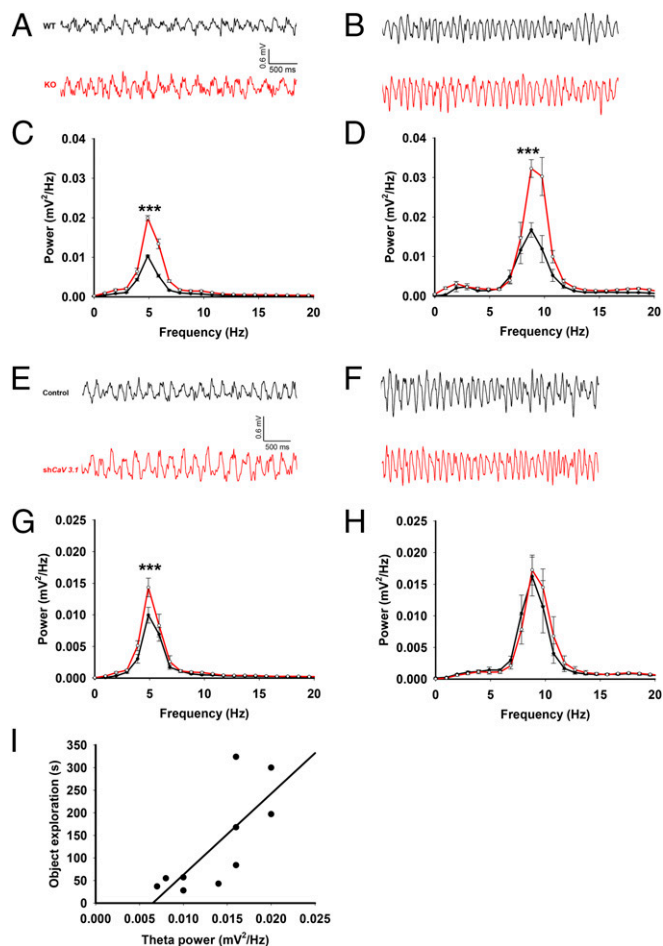 A
B
WT
0.6 mV
500 ms
KO
C
D
***
Power (mV2/Hz)
0.04
0.03
0.02
0.01
0.00
0 5 10 15 20
Frequency (Hz)
***
Power (mV2/Hz)
0.04
0.03
0.02
0.01
0.00
0 5 10 15 20
Frequency (Hz)
E
F
Control
0.6 mV
500 ms
shCaV 3.1
G
H
***
Power (mV2/Hz)
0.025
0.020
0.015
0.010
0.005
0.000
0 5 10 15 20
Frequency (Hz)
Power (mV2/Hz)
0.025
0.020
0.015
0.010
0.005
0.000
0 5 10 15 20
Frequency (Hz)
I
Object exploration (s)
350
300
250
200
150
100
50
0
0.000 0.005 0.010 0.015 0.020 0.025
Theta power (mV2/Hz)